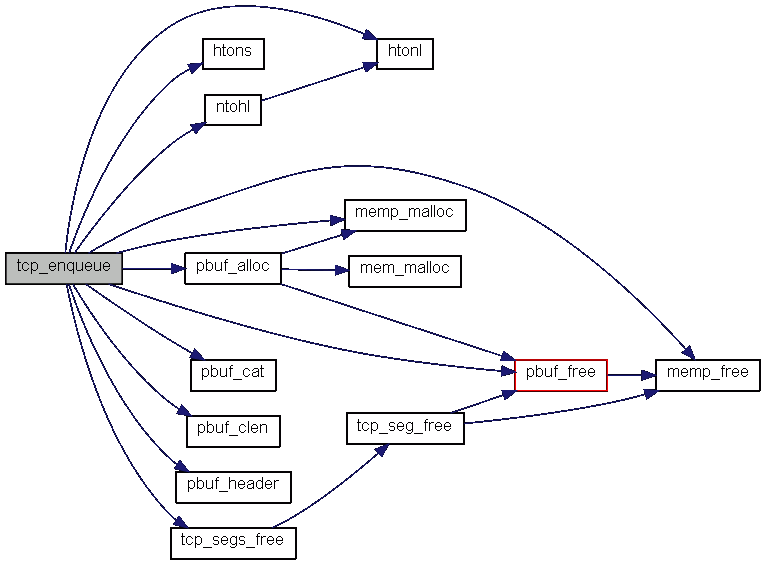 htons
htonl
ntohl
memp_malloc
tcp_enqueue
pbuf_alloc
mem_malloc
pbuf_cat
pbuf_free
memp_free
pbuf_clen
tcp_seg_free
pbuf_header
tcp_segs_free